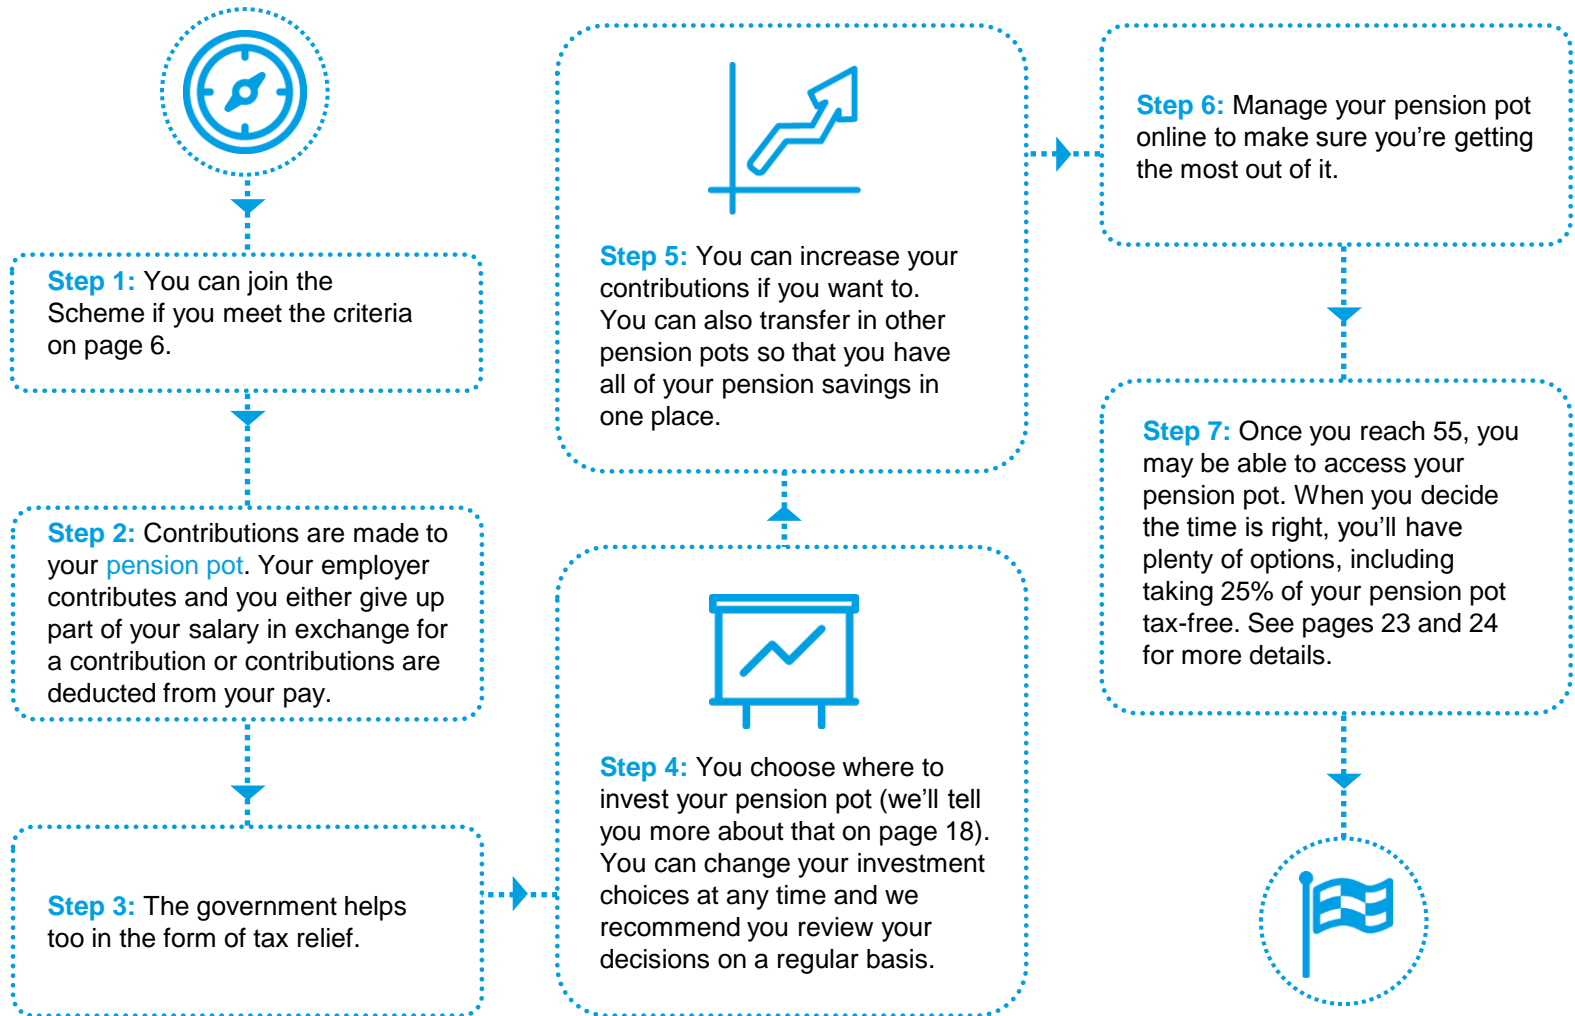 Step 1: You can join the
Scheme if you meet the criteria
on page 6.
Step 2: Contributions are made to
your pension pot. Your employer
contributes and you either give up
part of your salary in exchange for
a contribution or contributions are
deducted from your pay.
Step 3: The government helps
too in the form of tax relief.
Step 4: You choose where to
invest your pension pot (we’ll tell
you more about that on page 18).
You can change your investment
choices at any time and we
recommend you review your
decisions on a regular basis.
Step 5: You can increase your
contributions if you want to.
You can also transfer in other
pension pots so that you have
all of your pension savings in
one place.
Step 6: Manage your pension pot
online to make sure you’re getting
the most out of it.
Step 7: Once you reach 55, you
may be able to access your
pension pot. When you decide
the time is right, you’ll have
plenty of options, including
taking 25% of your pension pot
tax-free. See pages 23 and 24
for more details.